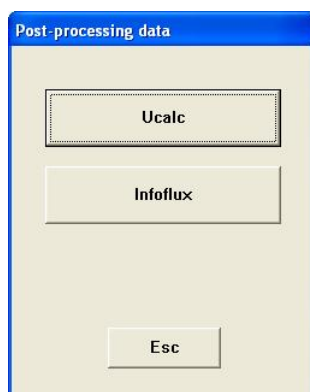 Post-processing data
Ucalc
Infoflux
Esc